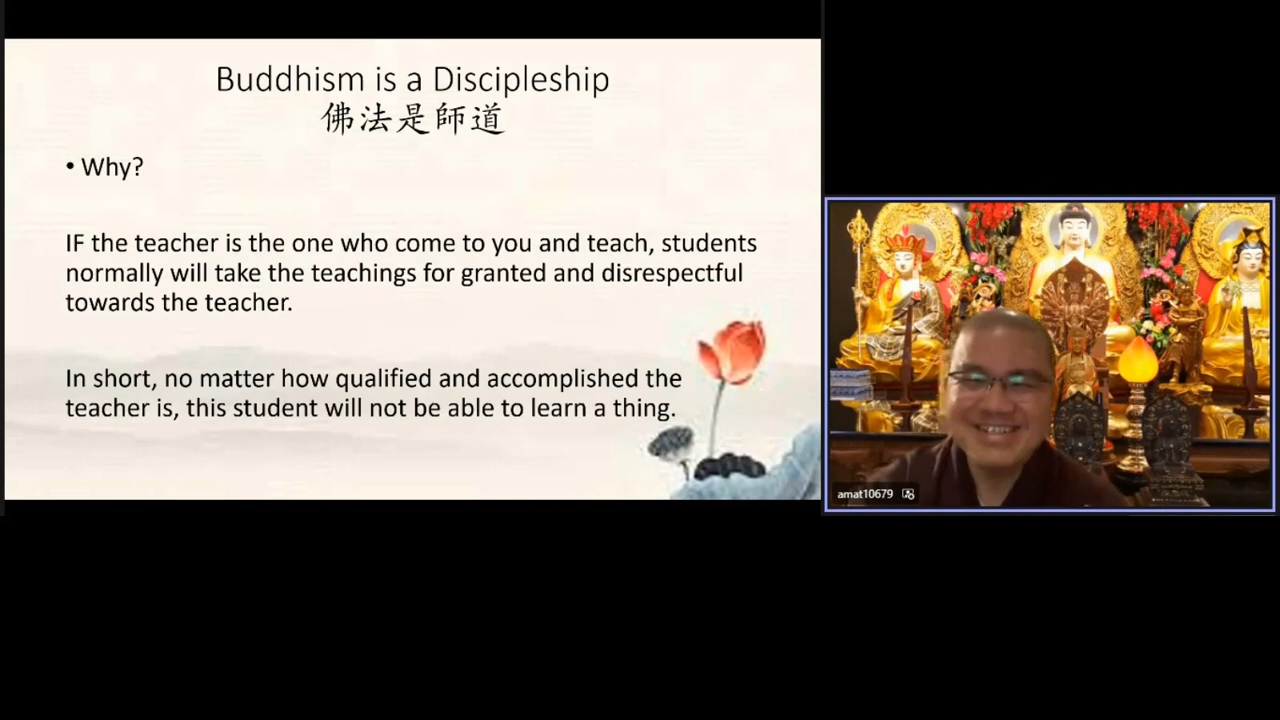 Buddhism is a Discipleship
佛法是師道
• Why?
IF the teacher is the one who come to you and teach, students
normally will take the teachings for granted and disrespectful
towards the teacher.
In short, no matter how qualified and accomplished the
teacher is, this student will not be able to learn a thing.
amat10679